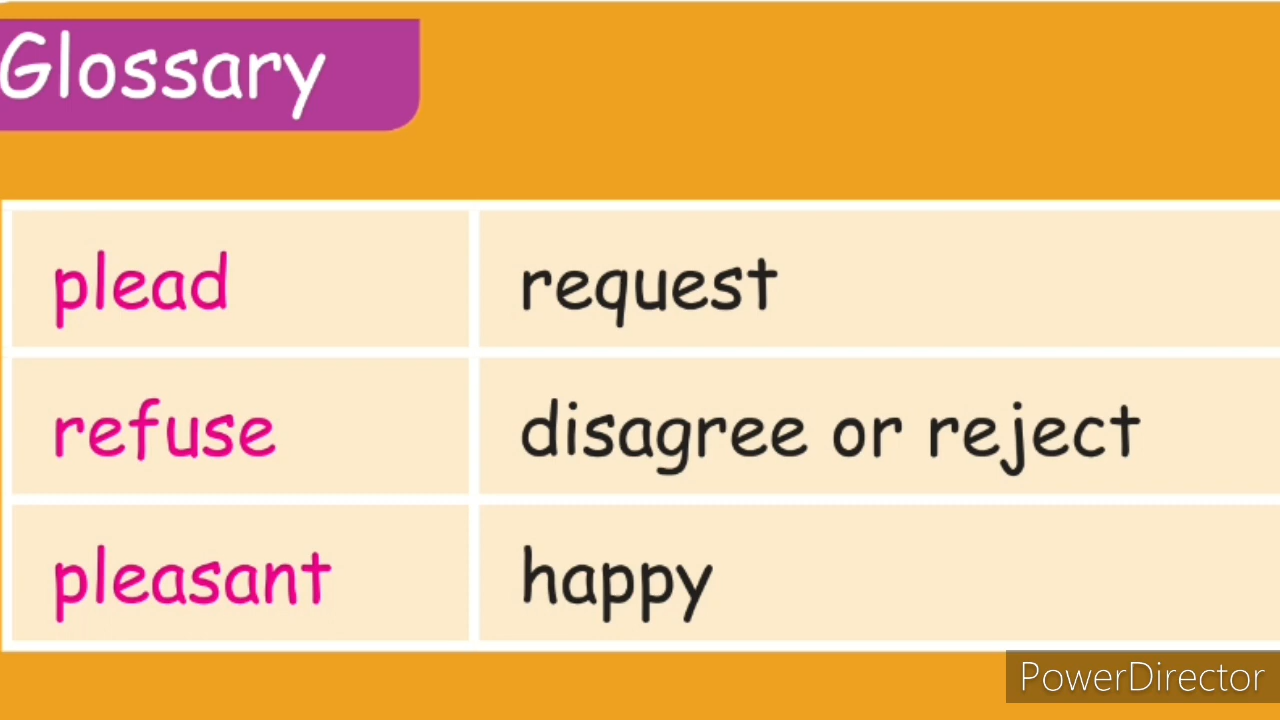 Glossary
plead request
refuse disagree or reject
pleasant happy
PowerDirector